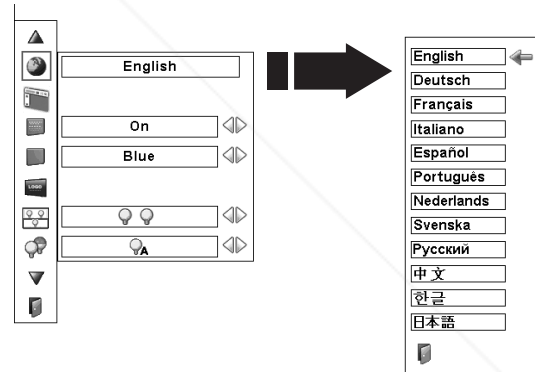 English
On
Blue
LOGO
A
English
Deutsch
Français
Italiano
Español
Português
Nederlands
Svenska
Русский
中文
한글
日本語